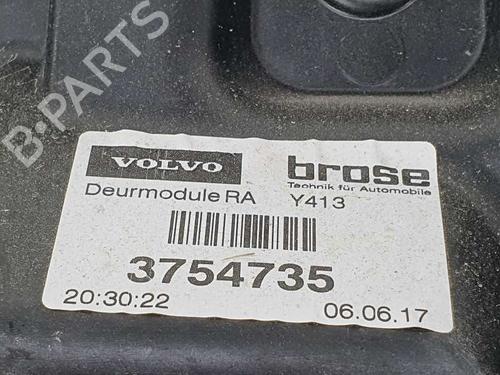 B-PARTS
VOLVO brose
Technik für Automobile
Deurmodule RA Y413
3754735
20:30:22 06.06.17